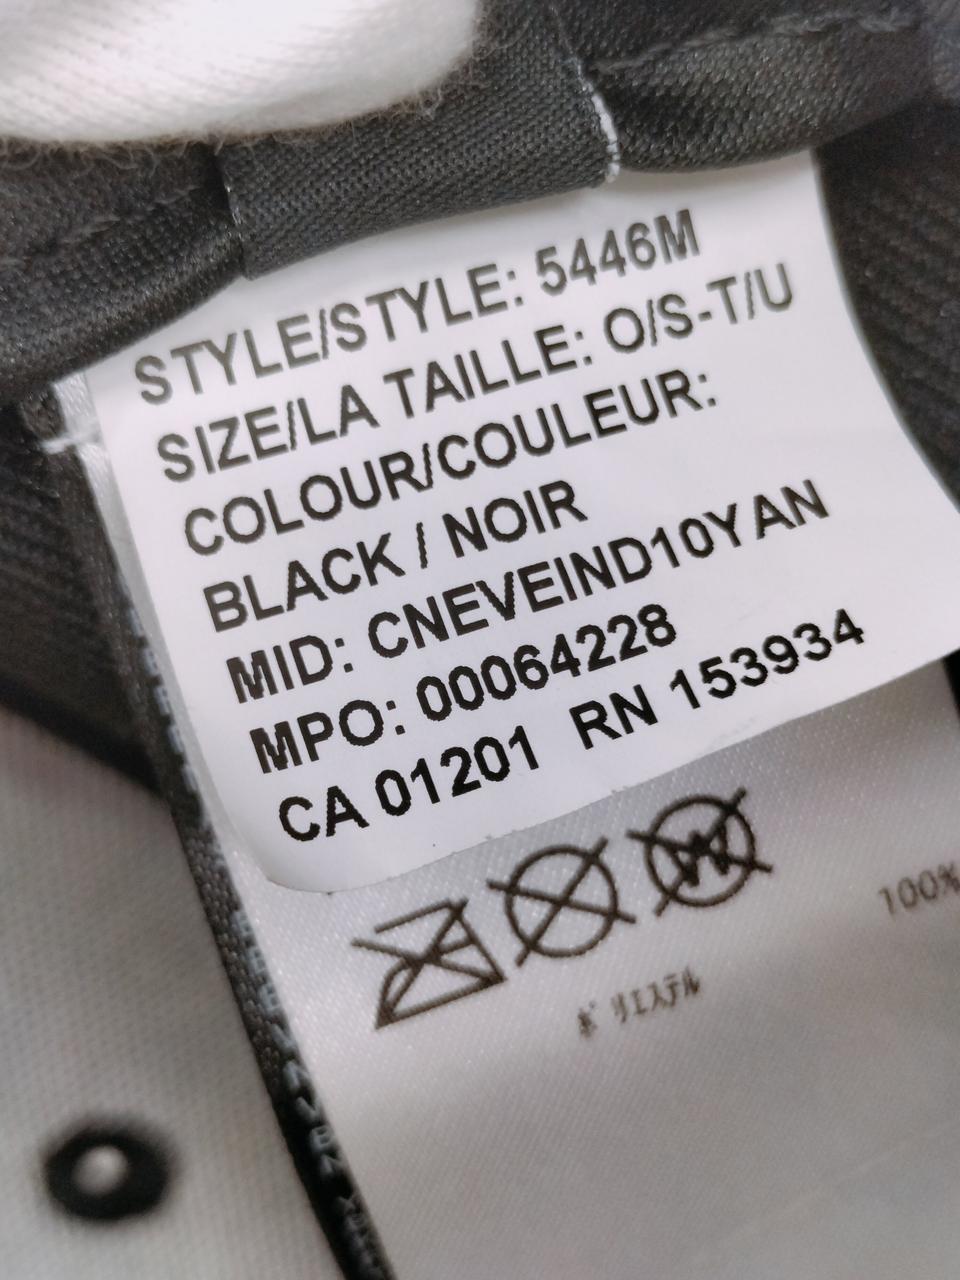 STYLE/STYLE: 5446M
SIZE/LA TAILLE: O/S-T/U
COLOUR/COULEUR:
BLACK / NOIR
MID: CNEVEIND10YAN
MPO: 00064228
CA 01201 RN 153934
W
100%
ポリエステル